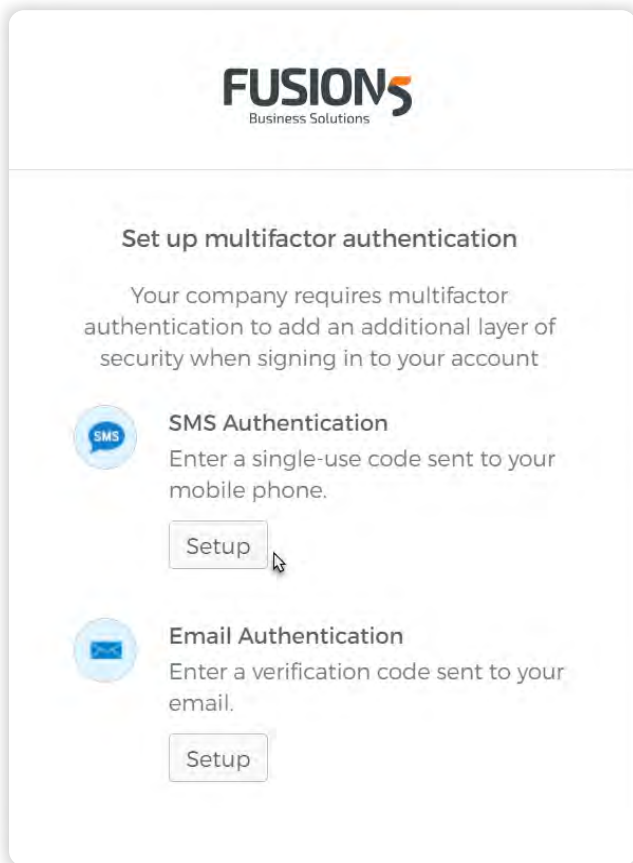 FUSION5
Business Solutions
Set up multifactor authentication
Your company requires multifactor
authentication to add an additional layer of
security when signing in to your account
SMS
SMS Authentication
Enter a single-use code sent to your
mobile phone.
Setup
Email Authentication
Enter a verification code sent to your
email.
Setup